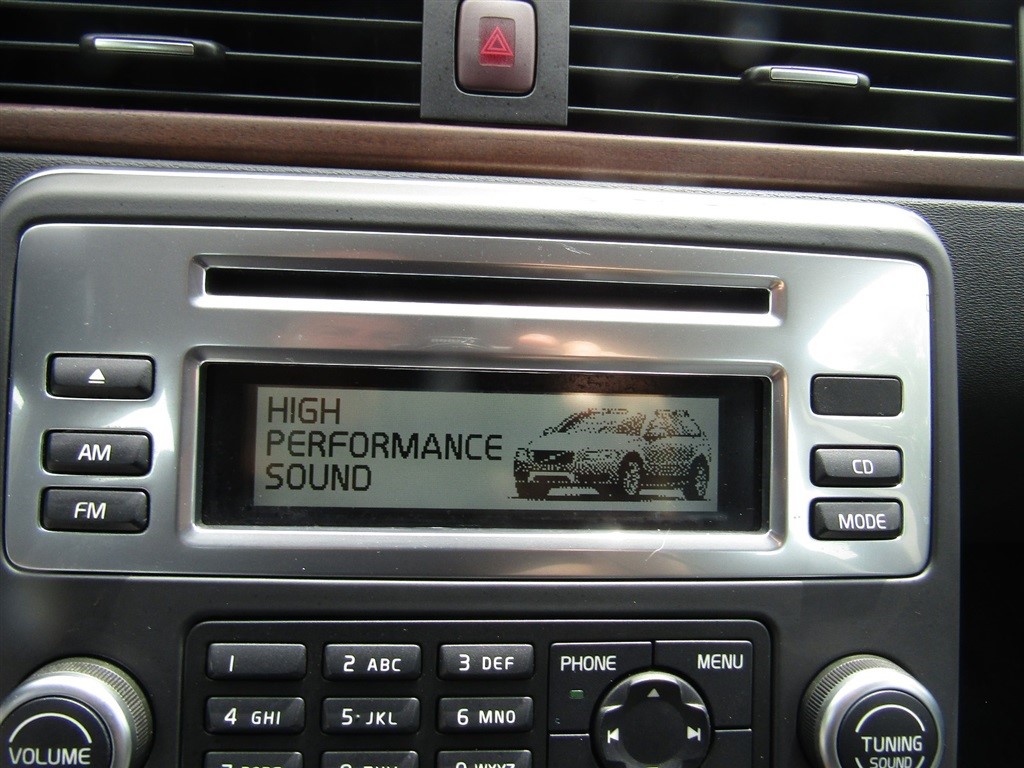 AM
FM
HIGH
PERFORMANCE
SOUND
CD
MODE
1
2 ABC
3 DEF
4 GHI
5 JKL
6 MNO
PHONE
MENU
VOLUME
TUNING
SOUND